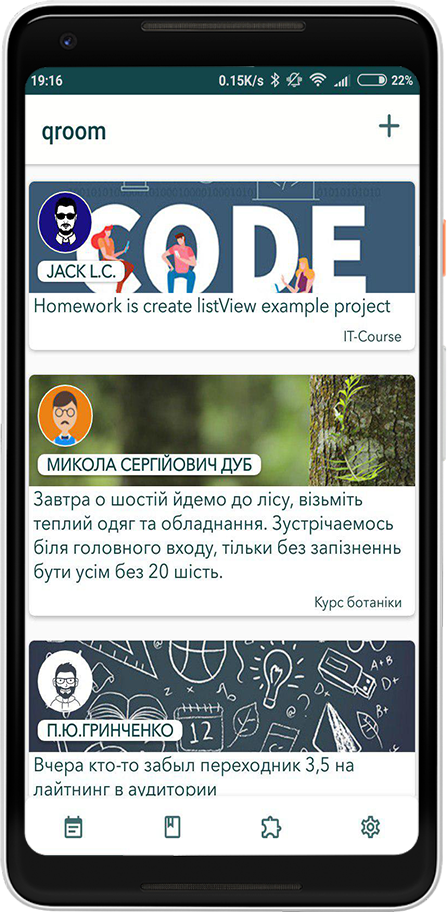 19:16 0.15K/s 22%
qroom
CODE
JACK L.C.
Homework is create listView example project
IT-Course
МИКОЛА СЕРГІЙОВИЧ ДУБ
Завтра о шостій йдемо до лісу, візьміть
теплий одяг та обладнання. Зустрічаемось
біля головного входу, тільки без запізненнь
бути усім без 20 шість.
Курс ботаніки
A+B
B+
z x
12
П.Ю.ГРИНЧЕНКО
Вчера кто-то забыл переходник 3,5 на
лайтнинг в аудитории